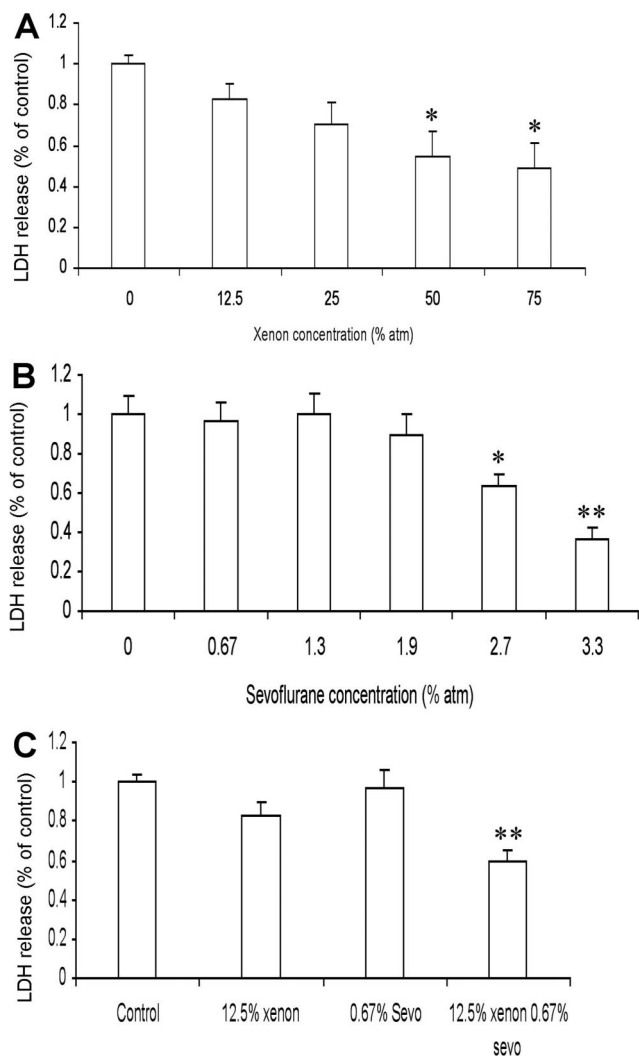 A
LDH release (% of control)
1.2
1
0.8
0.6
0.4
0.2
0
*
*
0 12.5 25 50 75
Xenon concentration (% atm)
B
LDH release (% of control)
1.2
1
0.8
0.6
0.4
0.2
0
*
**
0 0.67 1.3 1.9 2.7 3.3
Sevoflurane concentration (% atm)
C
LDH release (% of control)
1.2
1
0.8
0.6
0.4
0.2
0
**
Control 12.5% xenon 0.67% Sevo 12.5% xenon 0.67%
sevo